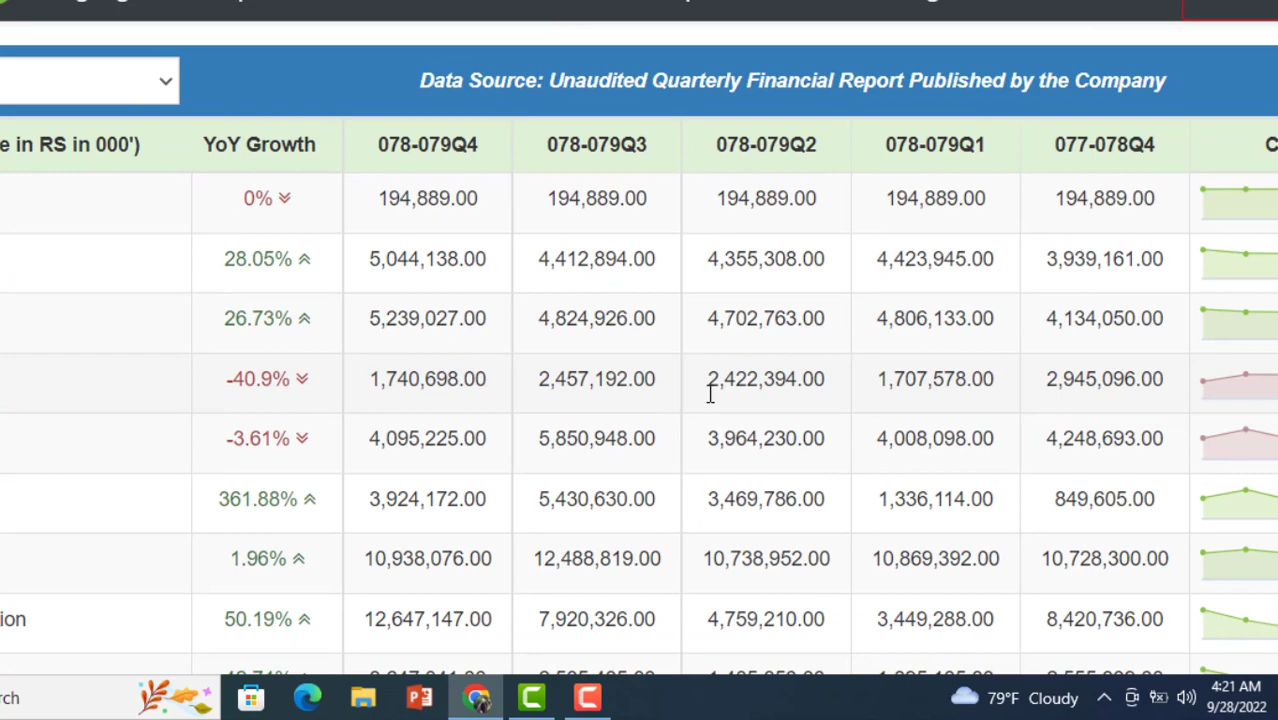 Data Source: Unaudited Quarterly Financial Report Published by the Company
e in RS in 000') YoY Growth 078-079Q4 078-079Q3 078-079Q2 078-079Q1 077-078Q4 C
0% 194,889.00 194,889.00 194,889.00 194,889.00 194,889.00
28.05% 5,044,138.00 4,412,894.00 4,355,308.00 4,423,945.00 3,939,161.00
26.73% 5,239,027.00 4,824,926.00 4,702,763.00 4,806,133.00 4,134,050.00
-40.9% 1,740,698.00 2,457,192.00 2,422,394.00 1,707,578.00 2,945,096.00
-3.61% 4,095,225.00 5,850,948.00 3,964,230.00 4,008,098.00 4,248,693.00
361.88% 3,924,172.00 5,430,630.00 3,469,786.00 1,336,114.00 849,605.00
1.96% 10,938,076.00 12,488,819.00 10,738,952.00 10,869,392.00 10,728,300.00
ion 50.19% 12,647,147.00 7,920,326.00 4,759,210.00 3,449,288.00 8,420,736.00
rch 79°F Cloudy 4:21 AM
9/28/2022